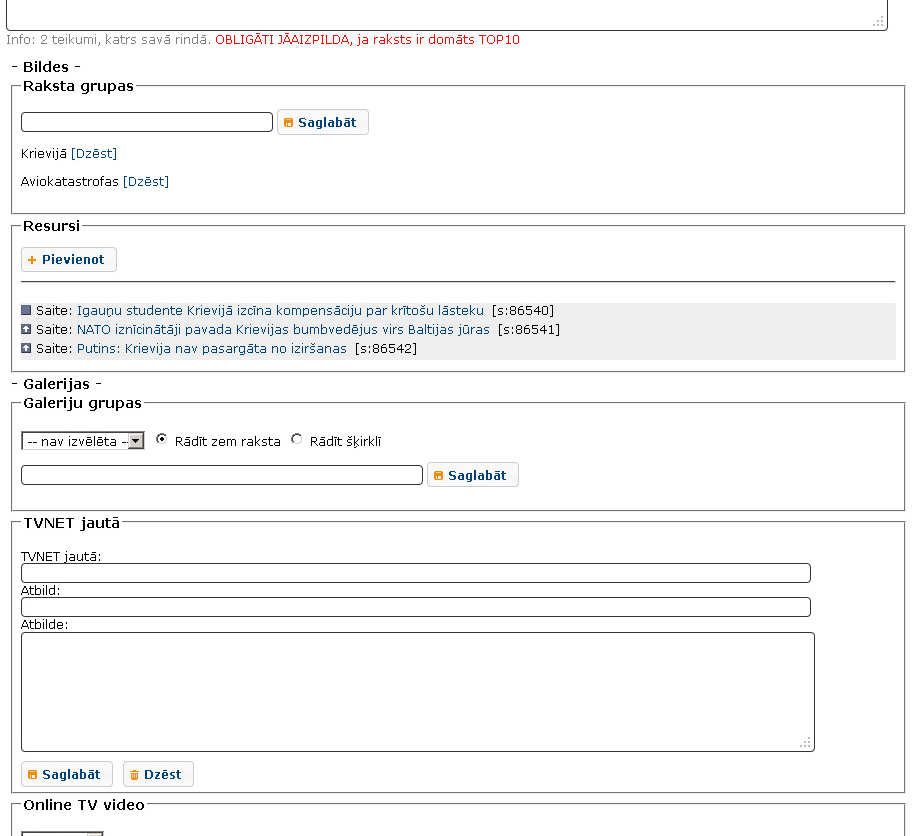 Info: 2 teikumi, katrs savā rindā. OBLIGĀTI JĀAIZPILDA, ja raksts ir domāts TOP10
- Bildes -
Raksta grupas
Saglabāt
Krievijā [Dzēst]
Aviokatastrofas [Dzēst]
Resursi
Pievienot
Saite: Igauņu studente Krievijā izcīna kompensāciju par krītošu lāsteku [s:86540]
Saite: NATO iznīcinātāji pavada Krievijas bumbvedējus virs Baltijas jūras [s:86541]
Saite: Putins: Krievija nav pasargāta no iziršanas [s:86542]
- Galerijas -
Galeriju grupas
-- nav izvēlēta -- Rādīt zem raksta Rādīt šķirklī
Saglabāt
TVNET jautā
TVNET jautā:
Atbild:
Atbilde:
Saglabāt Dzēst
Online TV video